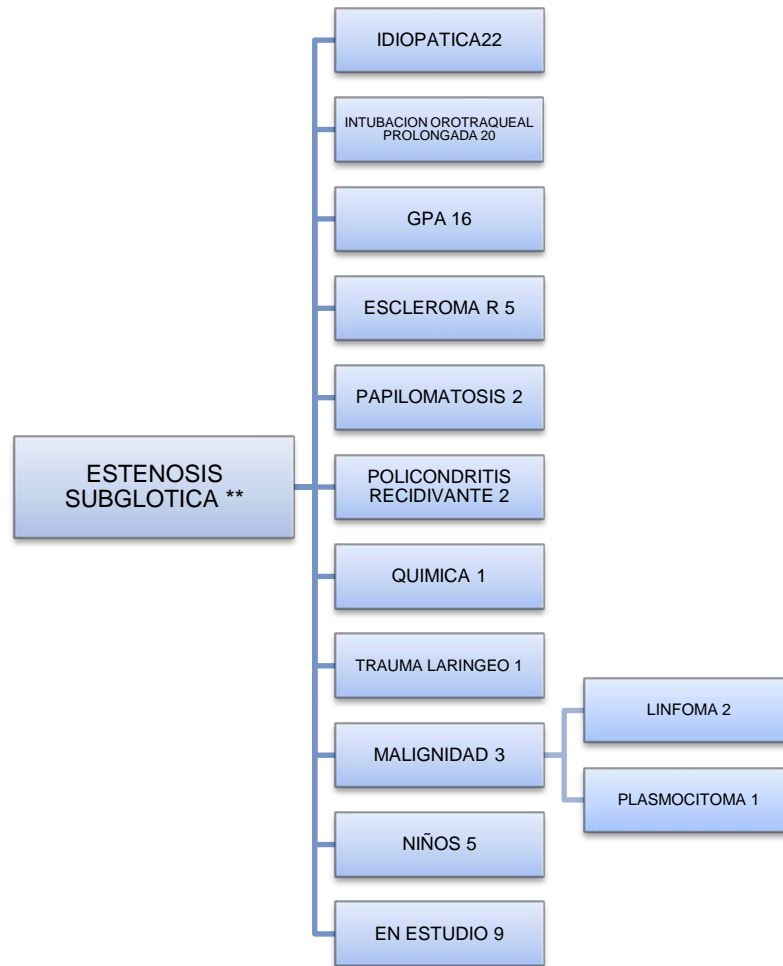 IDIOPATICA22
INTUBACION OROTRAQUEAL
PROLONGADA 20
GPA 16
ESCLEROMA R 5
PAPILOMATOSIS 2
ESTENOSIS
SUBGLOTICA **
POLICONDRITIS
RECIDIVANTE 2
QUIMICA 1
TRAUMA LARINGEO 1
MALIGNIDAD 3
LINFOMA 2
PLASMOCITOMA 1
NIÑOS 5
EN ESTUDIO 9